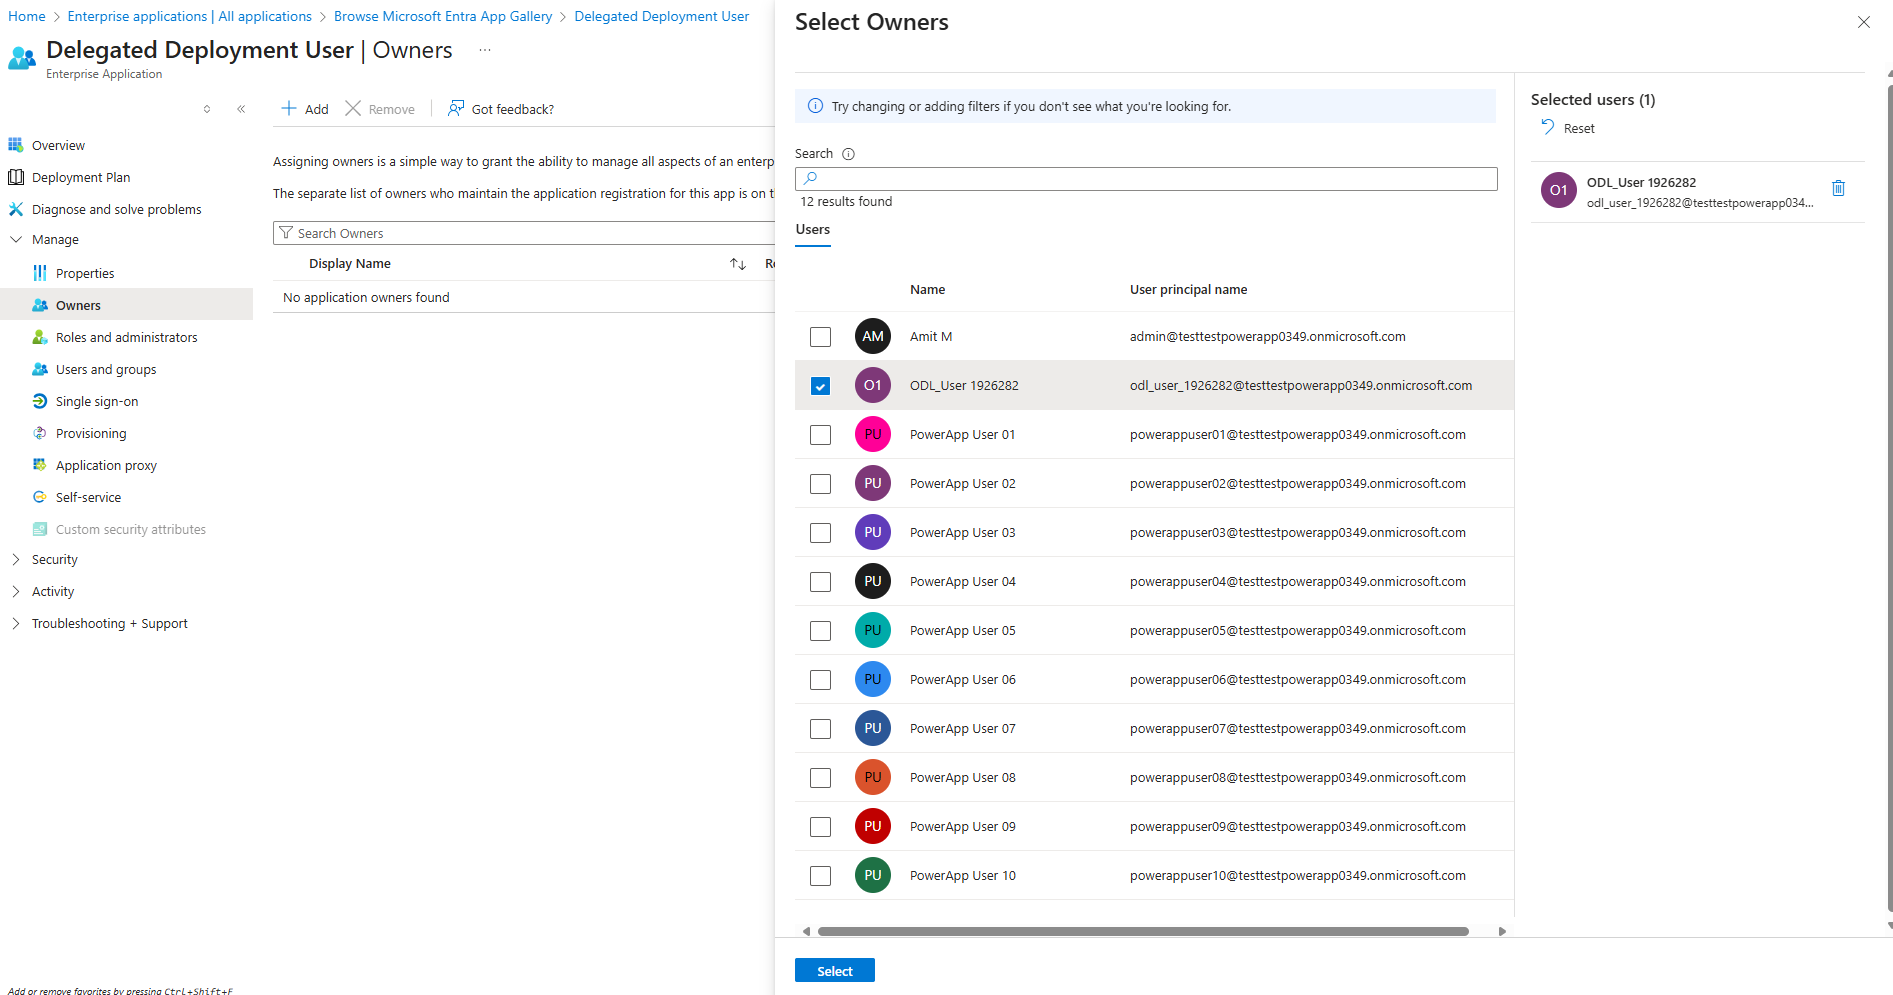 Home > Enterprise applications | All applications > Browse Microsoft Entra App Gallery > Delegated Deployment User
Delegated Deployment User | Owners ...
Enterprise Application
Add
Remove
Got feedback?
Overview
Deployment Plan
Diagnose and solve problems
Manage
Properties
Owners
Roles and administrators
Users and groups
Single sign-on
Provisioning
Application proxy
Self-service
Custom security attributes
Security
Activity
Troubleshooting + Support
Add or remove favorites by pressing Ctrl+Shift+F
Assigning owners is a simple way to grant the ability to manage all aspects of an enterp
The separate list of owners who maintain the application registration for this app is on t
Search Owners
Display Name
No application owners found
Select Owners
Try changing or adding filters if you don't see what you're looking for.
Search
12 results found
Users
Name User principal name
AM Amit M admin@testtestpowerapp0349.onmicrosoft.com
O1 ODL_User 1926282 odl_user_1926282@testtestpowerapp0349.onmicrosoft.com
PU PowerApp User 01 powerappuser01@testtestpowerapp0349.onmicrosoft.com
PU PowerApp User 02 powerappuser02@testtestpowerapp0349.onmicrosoft.com
PU PowerApp User 03 powerappuser03@testtestpowerapp0349.onmicrosoft.com
PU PowerApp User 04 powerappuser04@testtestpowerapp0349.onmicrosoft.com
PU PowerApp User 05 powerappuser05@testtestpowerapp0349.onmicrosoft.com
PU PowerApp User 06 powerappuser06@testtestpowerapp0349.onmicrosoft.com
PU PowerApp User 07 powerappuser07@testtestpowerapp0349.onmicrosoft.com
PU PowerApp User 08 powerappuser08@testtestpowerapp0349.onmicrosoft.com
PU PowerApp User 09 powerappuser09@testtestpowerapp0349.onmicrosoft.com
PU PowerApp User 10 powerappuser10@testtestpowerapp0349.onmicrosoft.com
Select
Selected users (1)
Reset
O1 ODL_User 1926282
odl_user_1926282@testtestpowerapp034...